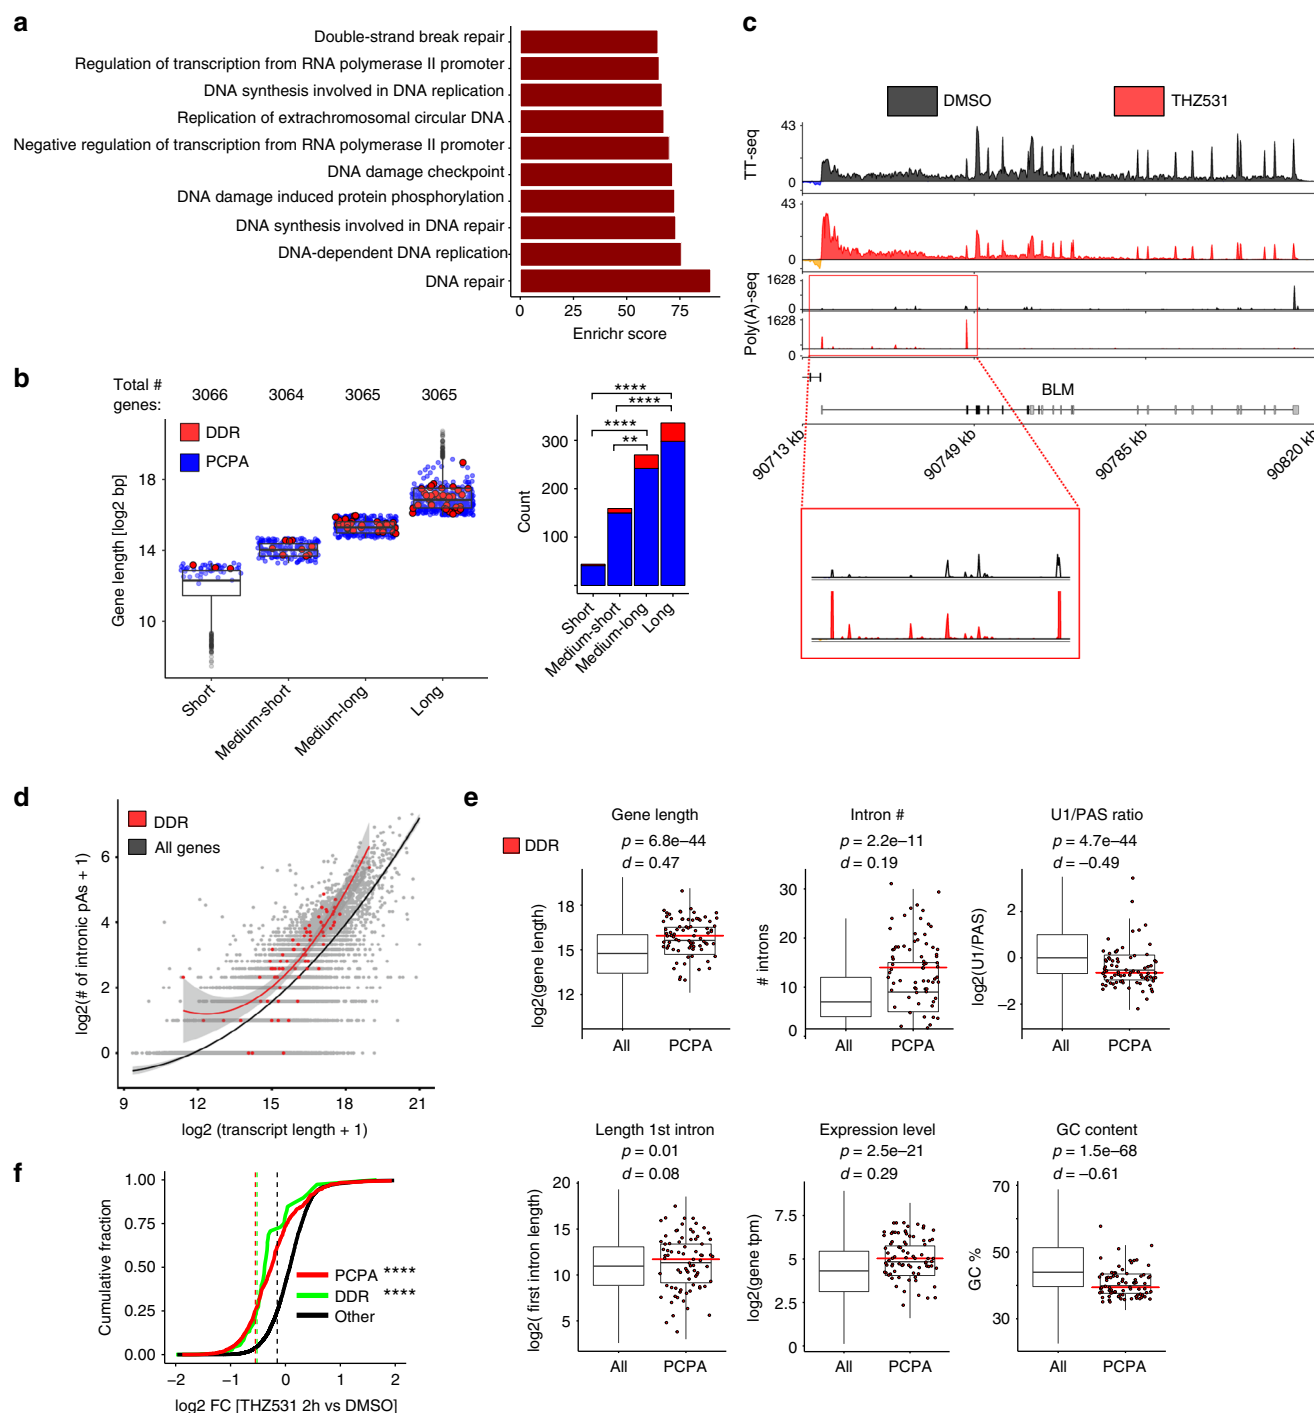 a
Double-strand break repair
Regulation of transcription from RNA polymerase II promoter
DNA synthesis involved in DNA replication
Replication of extrachromosomal circular DNA
Negative regulation of transcription from RNA polymerase II promoter
DNA damage checkpoint
DNA damage induced protein phosphorylation
DNA synthesis involved in DNA repair
DNA-dependent DNA replication
DNA repair
0 25 50 75
Enrichr score
b
Total # genes:
3066 3064 3065 3065
DDR
PCPA
Gene length [log2 bp]
18
14
10
Short
Medium-short
Medium-long
Long
****
****
****
**
Count
300
200
100
Short
Medium-short
Medium-long
Long
c
DMSO
THZ531
TT-seq
43
0
43
0
Poly(A)-seq
1628
0
1628
0
BLM
90713 kb
90749 kb
90785 kb
90820 kb
d
DDR
All genes
log2(# of intronic pAs + 1)
6
4
2
0
9 12 15 18 21
log2 (transcript length + 1)
e
DDR
Gene length
p = 6.8e–44
d = 0.47
log2(gene length)
18
15
12
All PCPA
Intron #
p = 2.2e–11
d = 0.19
# introns
30
20
10
0
All PCPA
U1/PAS ratio
p = 4.7e–44
d = –0.49
log2(U1/PAS)
2
0
–2
All PCPA
Length 1st intron
p = 0.01
d = 0.08
log2( first intron length)
20
15
10
5
All PCPA
Expression level
p = 2.5e–21
d = 0.29
log2(gene tpm)
7.5
5
2.5
0
All PCPA
GC content
p = 1.5e–68
d = –0.61
GC %
70
50
30
All PCPA
f
Cumulative fraction
1.00
0.75
0.50
0.25
0.00
PCPA ****
DDR ****
Other
–2 –1 0 1 2
log2 FC [THZ531 2h vs DMSO]